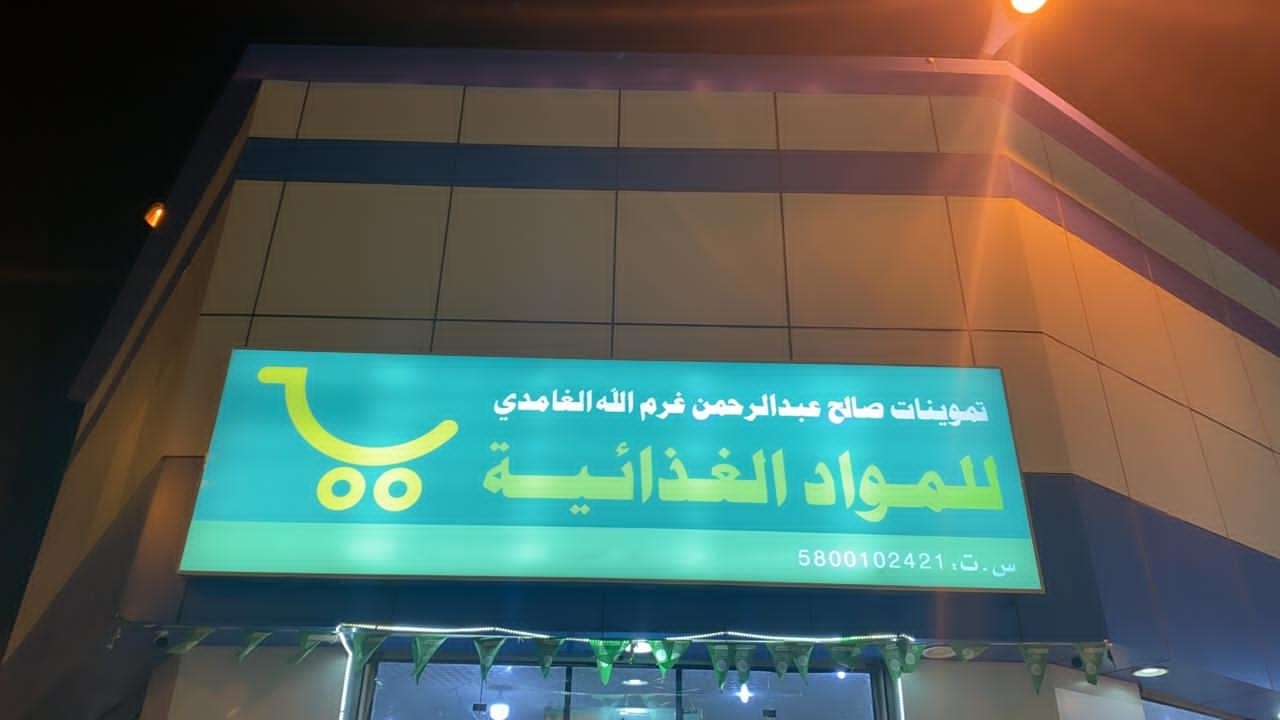 تموينات صالح عبدالرحمن غرم الله الغامدي
للمواد الغذائية
س.ت: 5800102421